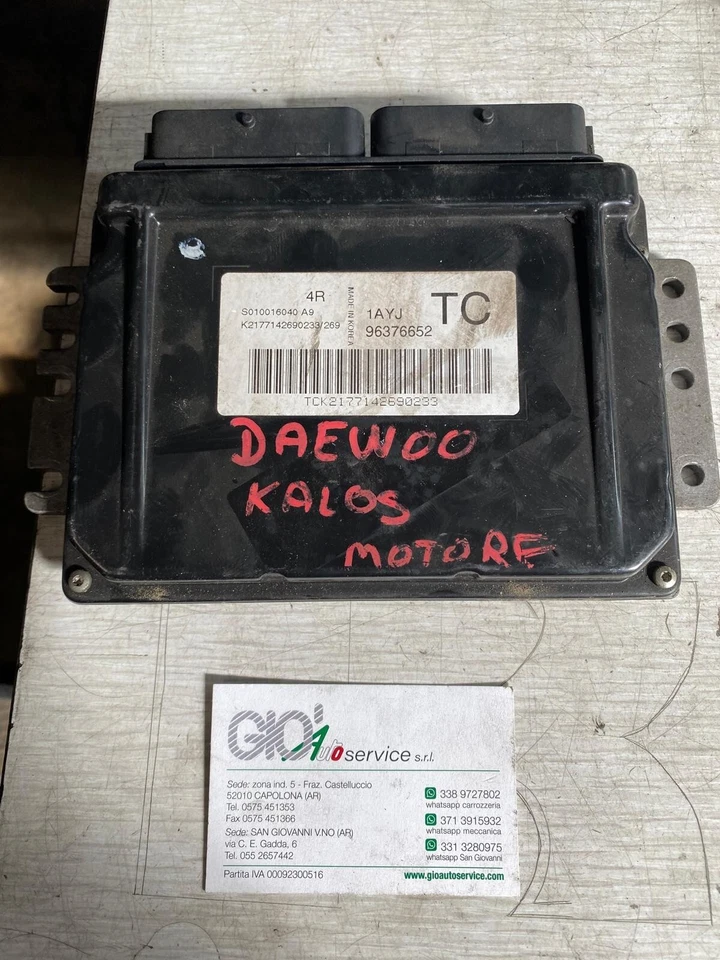 4R
S010016040 A9
K2177142690233/269
MADE IN KOREA
1AYJ
TC
96376652
TCK2177142690233
DAEWOO
KALOS
MOTORE
GIO' Auto service s.r.l.
Sede: zona ind. 5 - Fraz. Castelluccio
52010 CAPOLONA (AR)
Tel. 0575 451353
Fax 0575 451366
Sede: SAN GIOVANNI V.NO (AR)
via C. E. Gadda, 6
Tel. 055 2657442
Partita IVA 00092300516
338 9727802
whatsapp carrozzeria
371 3915932
whatsapp meccanica
331 3280975
whatsapp San Giovanni
www.gioautoservice.com